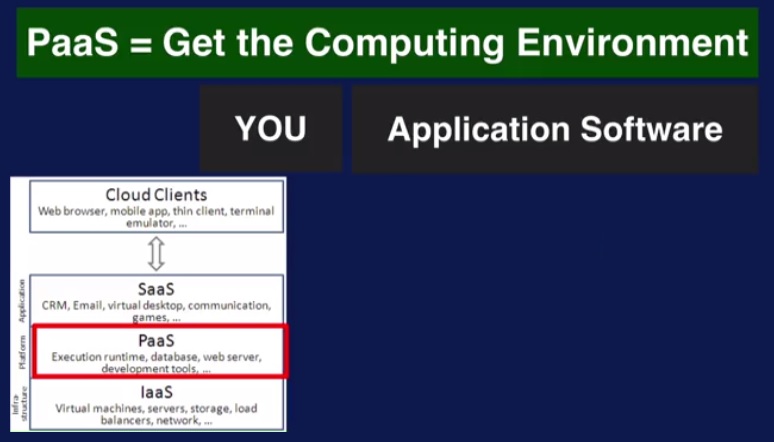 PaaS = Get the Computing Environment
YOU
Application Software
Cloud Clients
Web browser, mobile app, thin client, terminal
emulator, ...
Application
SaaS
CRM, Email, virtual desktop, communication,
games, ...
Platform
PaaS
Execution runtime, database, web server,
development tools, ...
Infra-
structure
IaaS
Virtual machines, servers, storage, load
balancers, network, ...